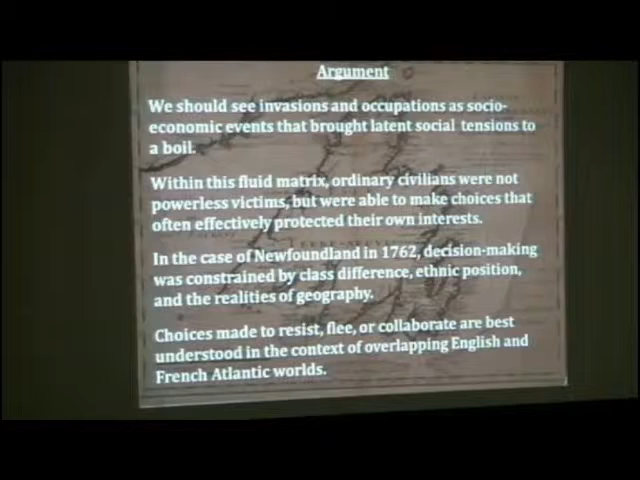 Argument
We should see invasions and occupations as socio-
economic events that brought latent social tensions to
a boil.
Within this fluid matrix, ordinary civilians were not
powerless victims, but were able to make choices that
often effectively protected their own interests.
In the case of Newfoundland in 1762, decision-making
was constrained by class difference, ethnic position,
and the realities of geography.
Choices made to resist, flee, or collaborate are best
understood in the context of overlapping English and
French Atlantic worlds.